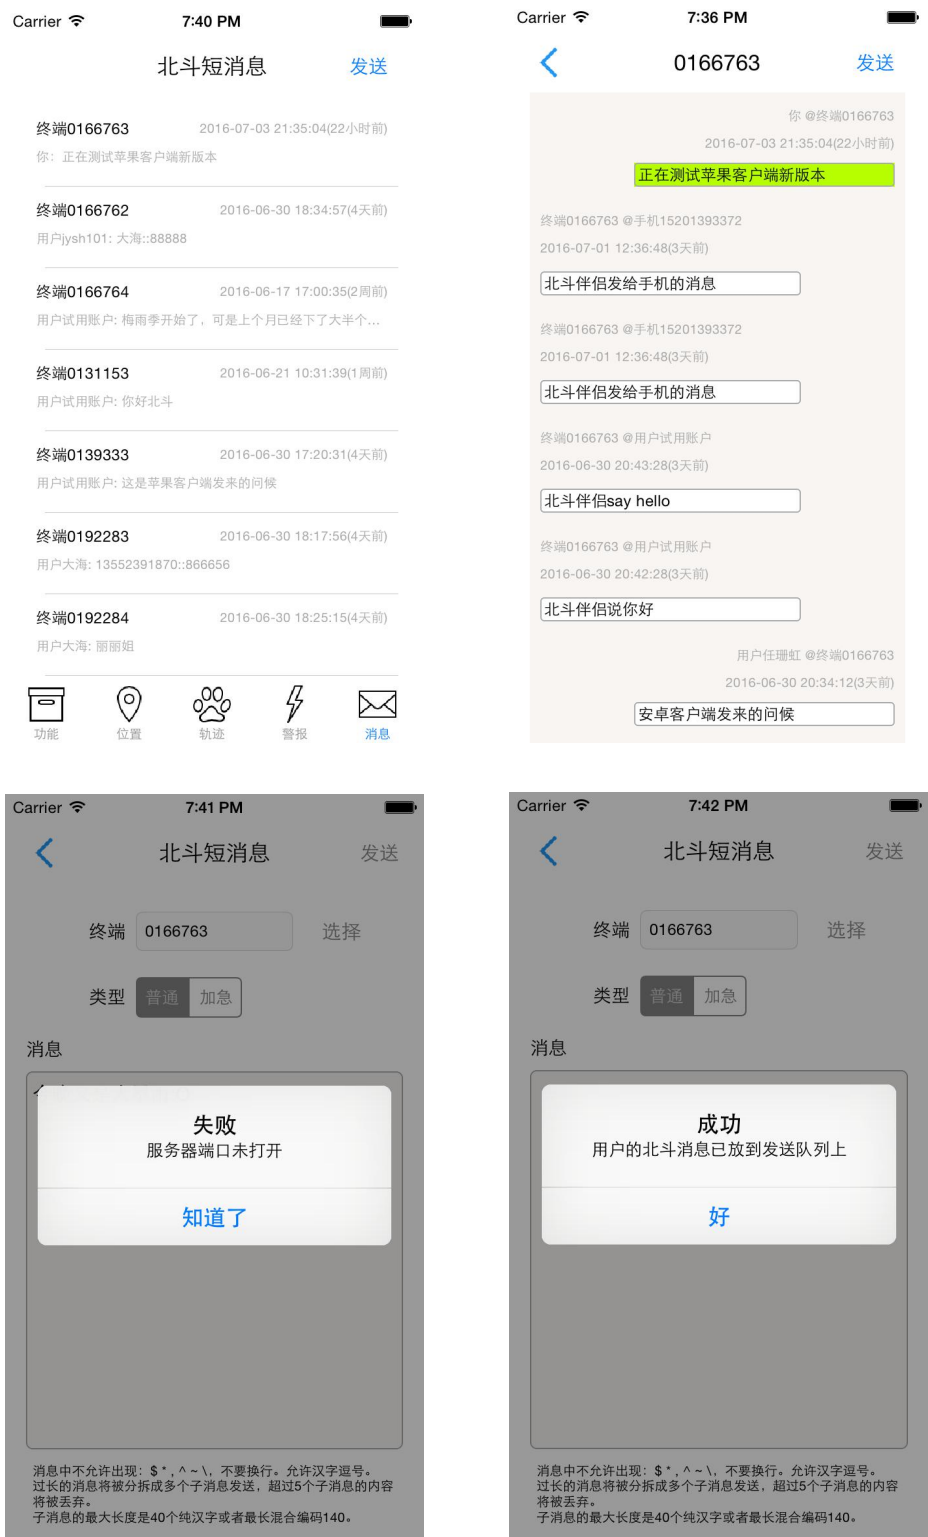 Carrier 7:40 PM
北斗短消息 发送
终端0166763 2016-07-03 21:35:04(22小时前)
你: 正在测试苹果客户端新版本
终端0166762 2016-06-30 18:34:57(4天前)
用户jysh101: 大海::88888
终端0166764 2016-06-17 17:00:35(2周前)
用户试用账户: 梅雨季开始了，可是上个月已经下了大半个...
终端0131153 2016-06-21 10:31:39(1周前)
用户试用账户: 你好北斗
终端0139333 2016-06-30 17:20:31(4天前)
用户试用账户: 这是苹果客户端发来的问候
终端0192283 2016-06-30 18:17:56(4天前)
用户大海: 13552391870::866656
终端0192284 2016-06-30 18:25:15(4天前)
用户大海: 丽丽姐
功能 位置 轨迹 警报 消息
Carrier 7:36 PM
0166763 发送
你 @终端0166763
2016-07-03 21:35:04(22小时前)
正在测试苹果客户端新版本
终端0166763 @手机15201393372
2016-07-01 12:36:48(3天前)
北斗伴侣发给手机的消息
终端0166763 @手机15201393372
2016-07-01 12:36:48(3天前)
北斗伴侣发给手机的消息
终端0166763 @用户试用账户
2016-06-30 20:43:28(3天前)
北斗伴侣say hello
终端0166763 @用户试用账户
2016-06-30 20:42:28(3天前)
北斗伴侣说你好
用户任珊虹 @终端0166763
2016-06-30 20:34:12(3天前)
安卓客户端发来的问候
Carrier 7:41 PM
北斗短消息 发送
终端 0166763 选择
类型 普通 加急
消息
失败
服务器端口未打开
知道了
消息中不允许出现: $ * , ^ ~ \，不要换行。允许汉字逗号。
过长的消息将被分拆成多个子消息发送，超过5个子消息的内容
将被丢弃。
子消息的最大长度是40个纯汉字或者最长混合编码140。
Carrier 7:42 PM
北斗短消息 发送
终端 0166763 选择
类型 普通 加急
消息
成功
用户的北斗消息已放到发送队列上
好
消息中不允许出现: $ * , ^ ~ \，不要换行。允许汉字逗号。
过长的消息将被分拆成多个子消息发送，超过5个子消息的内容
将被丢弃。
子消息的最大长度是40个纯汉字或者最长混合编码140。